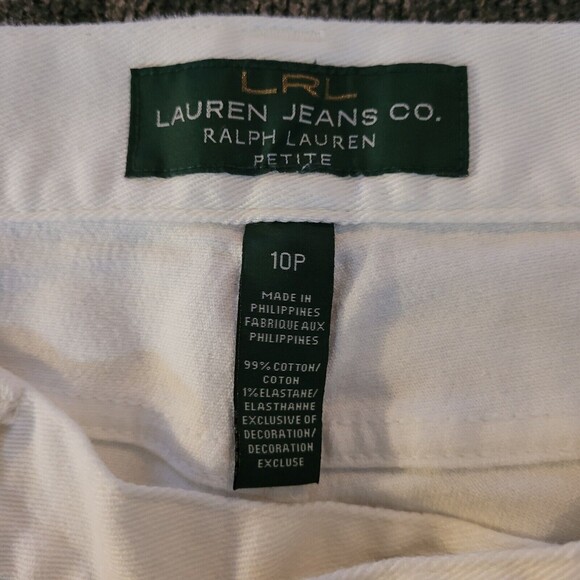 LRL
LAUREN JEANS CO.
RALPH LAUREN
PETITE
10P
MADE IN
PHILIPPINES
FABRIQUE AUX
PHILIPPINES
99% COTTON/
COTON
1% ELASTANE/
ELASTHANNE
EXCLUSIVE OF
DECORATION/
DECORATION
EXCLUSE